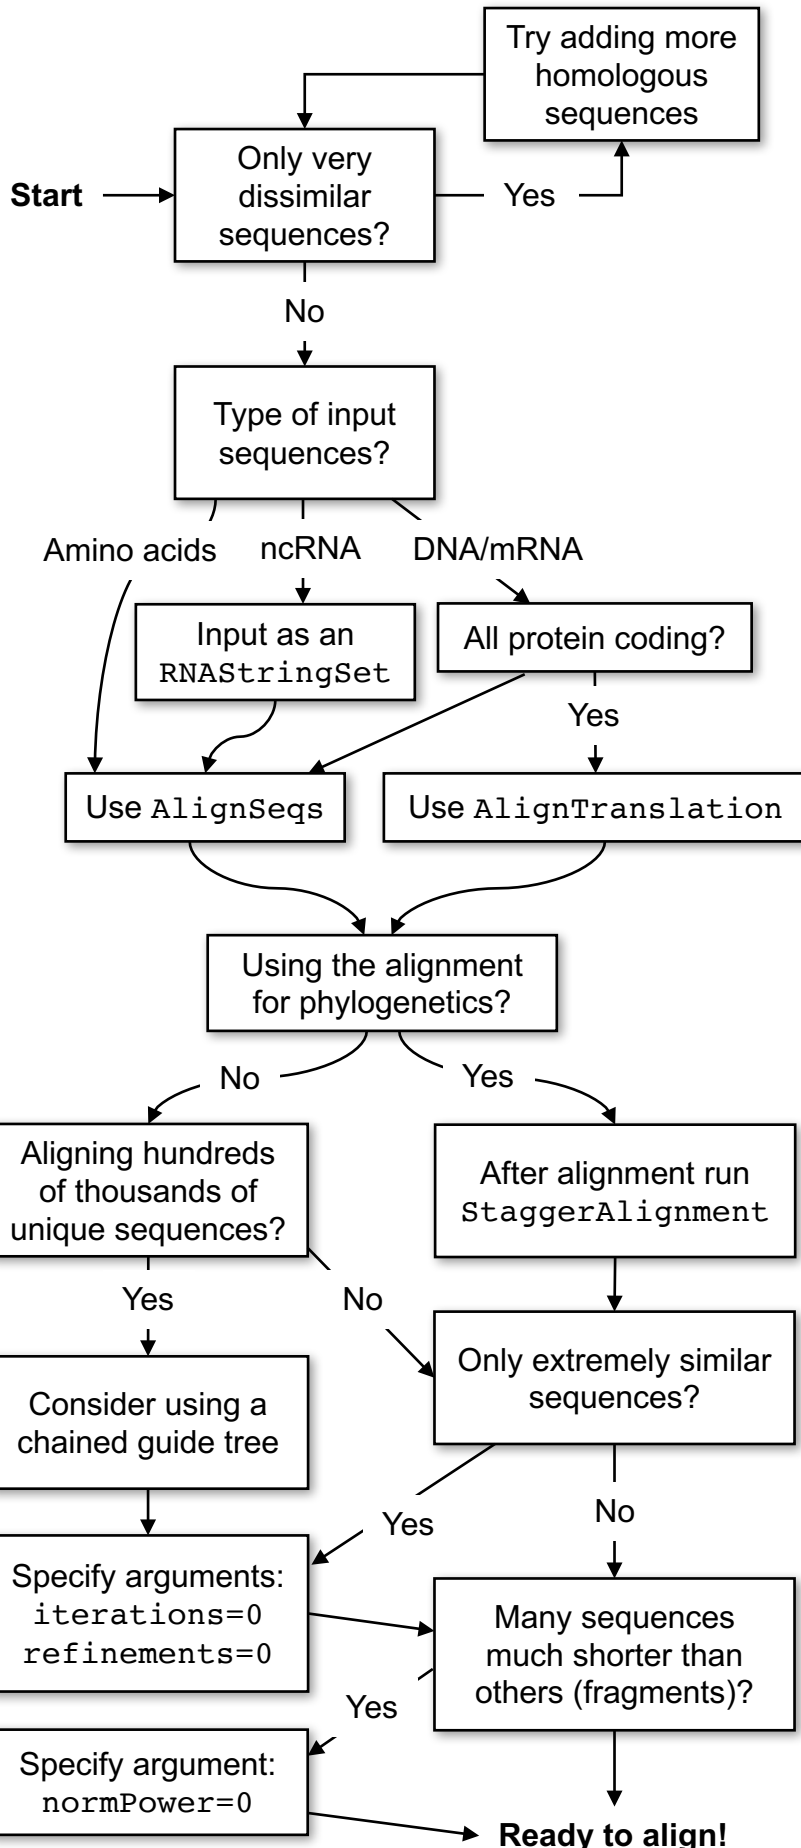 Try adding more
homologous
sequences
Only very
dissimilar
sequences?
Start
Yes
No
Type of input
sequences?
Amino acids
ncRNA
DNA/mRNA
Input as an
RNAStringSet
All protein coding?
Yes
Use AlignSeqs
Use AlignTranslation
Using the alignment
for phylogenetics?
No
Yes
Aligning hundreds
of thousands of
unique sequences?
After alignment run
StaggerAlignment
Yes
No
Only extremely similar
sequences?
Consider using a
chained guide tree
Yes
No
Specify arguments:
iterations=0
refinements=0
Many sequences
much shorter than
others (fragments)?
Yes
Specify argument:
normPower=0
Ready to align!